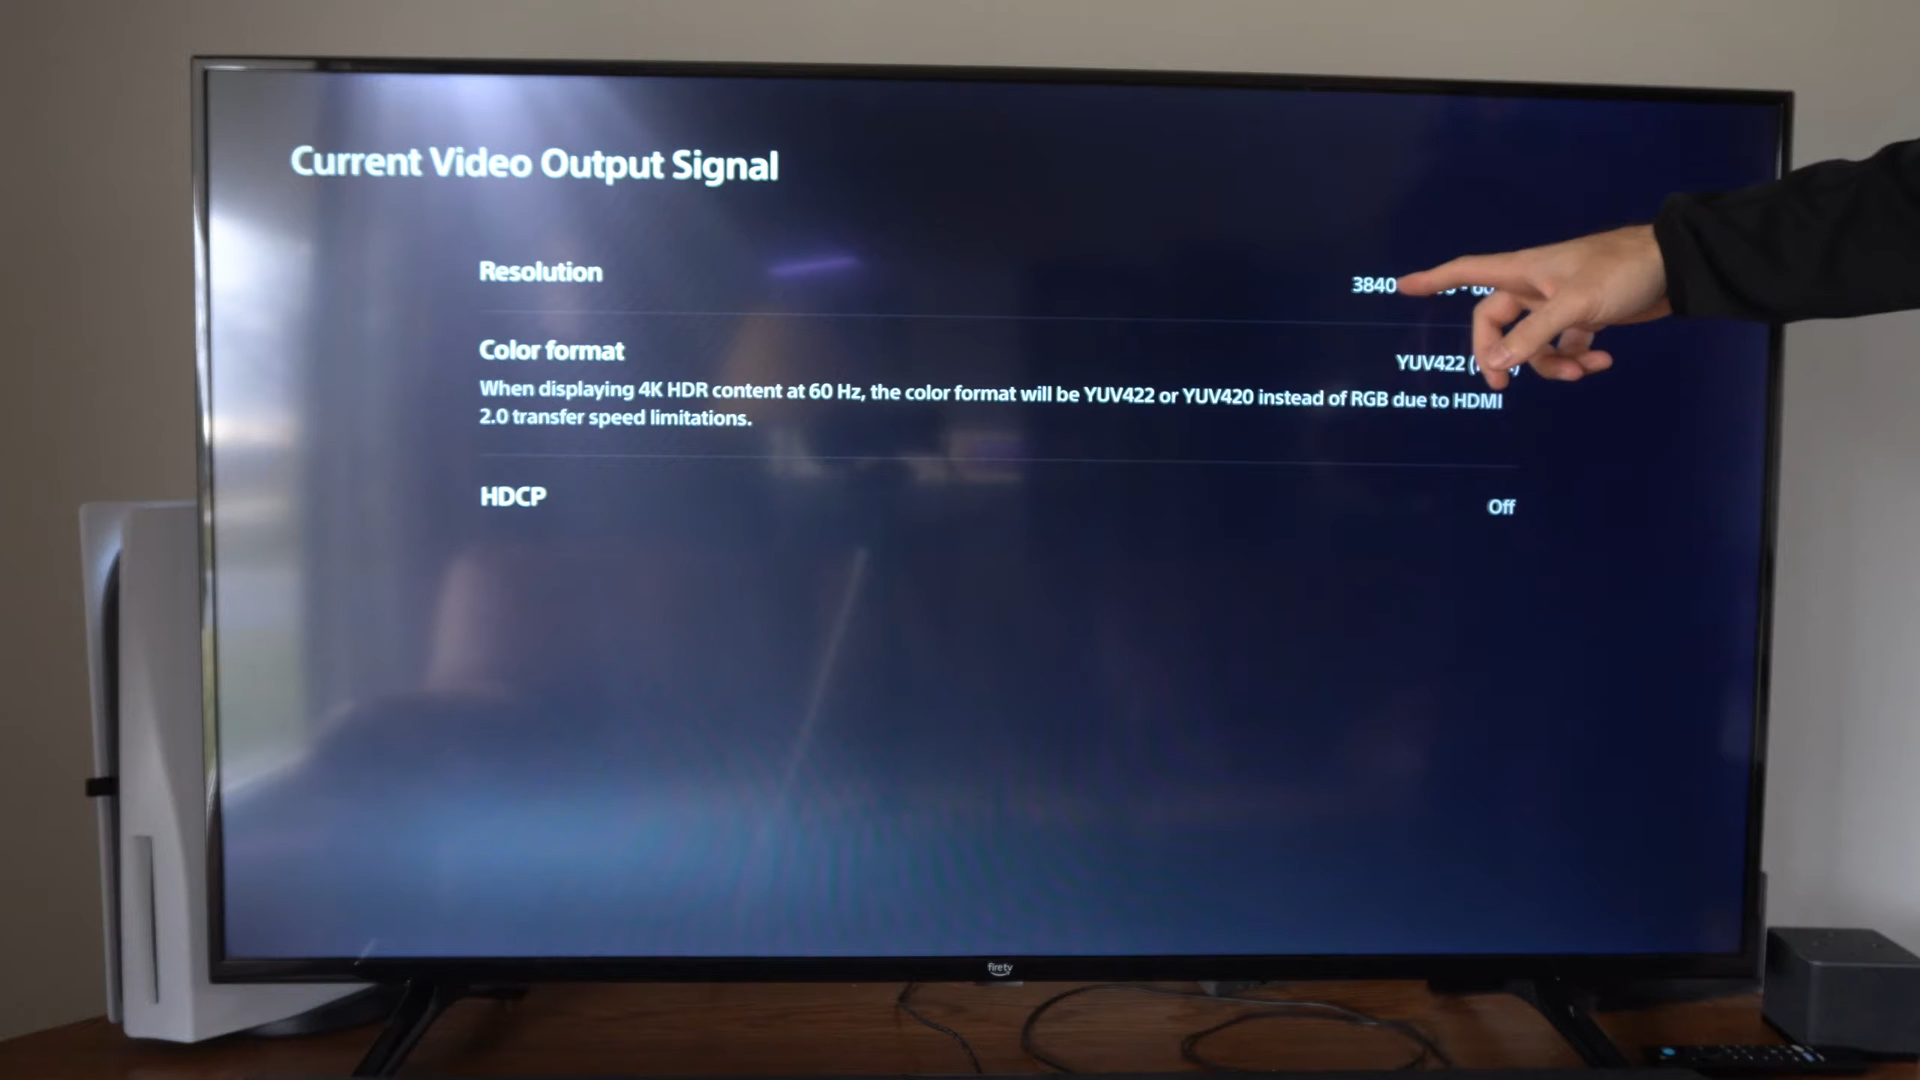 Current Video Output Signal
Resolution
3840
Color format
YUV422
When displaying 4K HDR content at 60 Hz, the color format will be YUV422 or YUV420 instead of RGB due to HDMI
2.0 transfer speed limitations.
HDCP
Off
firetv